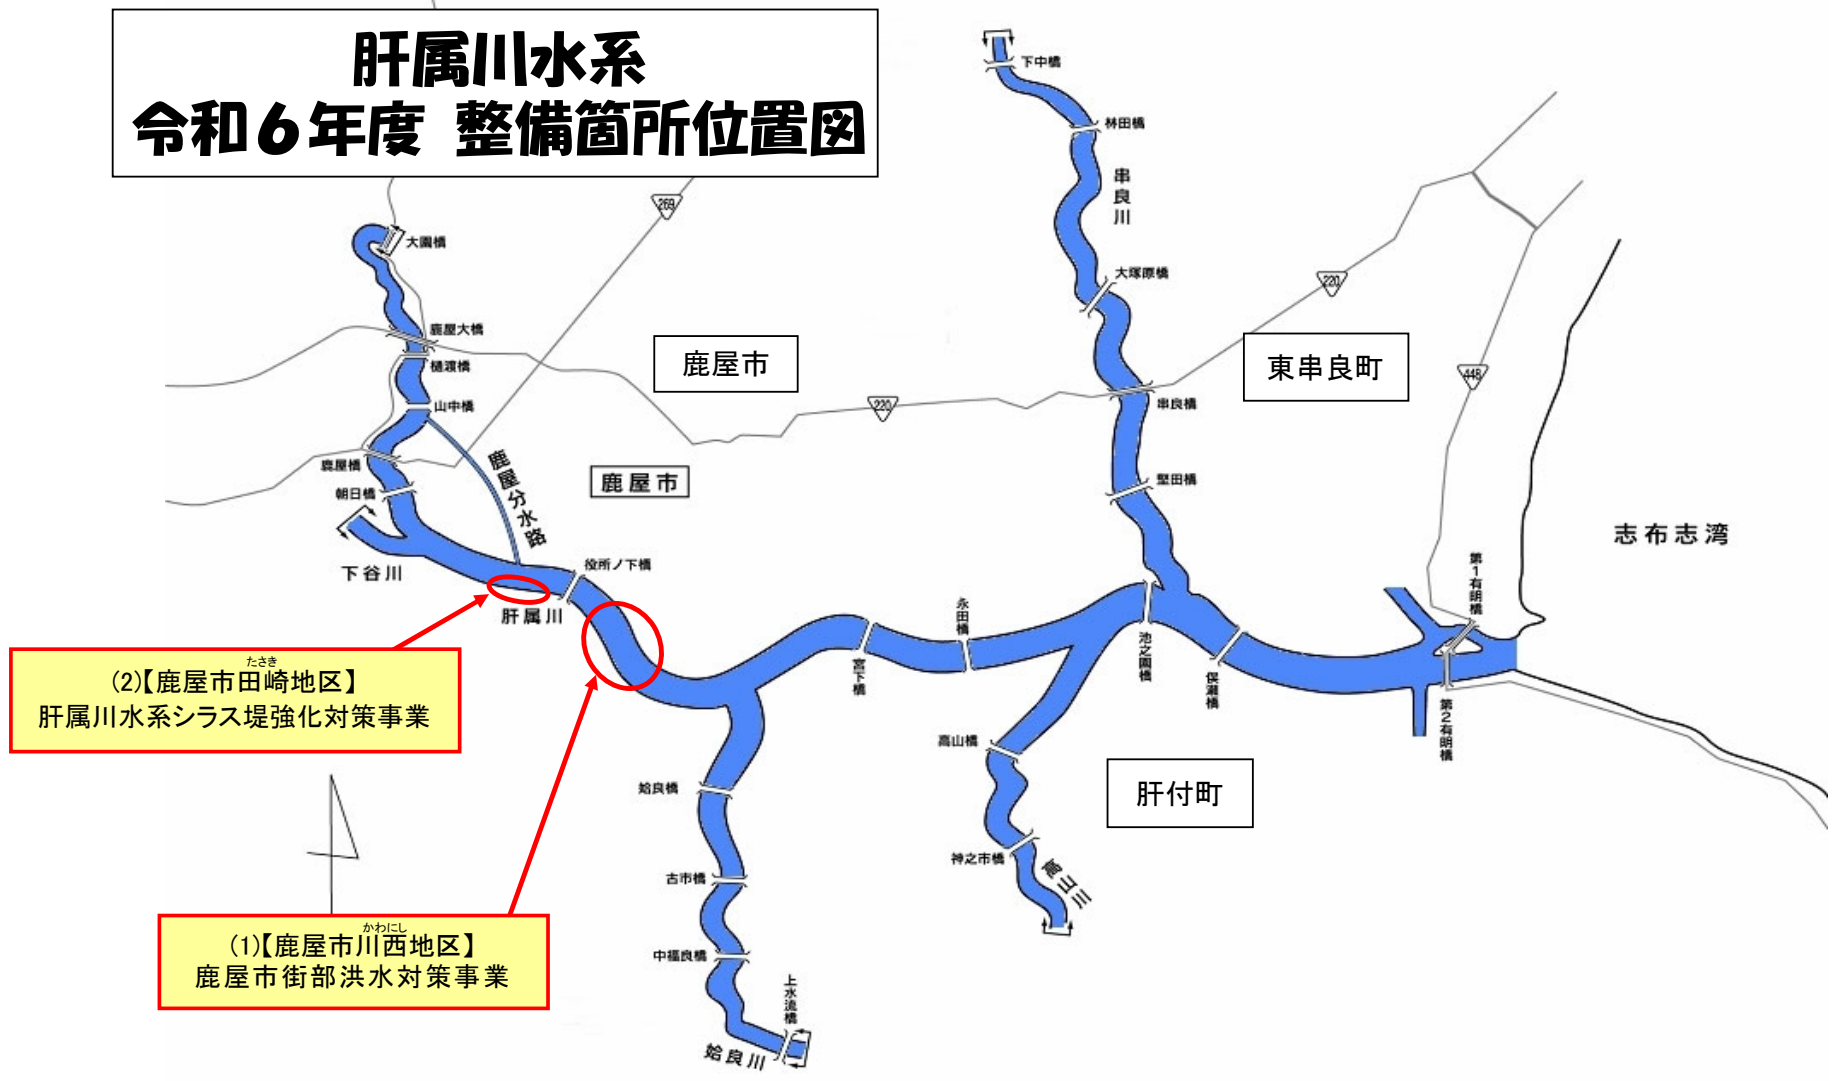 肝属川水系
令和6年度 整備箇所位置図
下中橋
林田橋
串良川
269
大園橋
大塚原橋
220
鹿屋大橋
鹿屋市
東串良町
樋渡橋
448
山中橋
220
串良橋
鹿屋橋
鹿屋分水路
鹿屋市
堅田橋
朝日橋
志布志湾
下谷川
役所ノ下橋
第1有明橋
肝属川
永田橋
池之園橋
宮下橋
俣瀬橋
第2有明橋
たさき
(2)【鹿屋市田崎地区】
肝属川水系シラス堤強化対策事業
高山橋
姶良橋
肝付町
神之市橋
高山川
古市橋
かわにし
(1)【鹿屋市川西地区】
鹿屋市街部洪水対策事業
中福良橋
上水流橋
姶良川